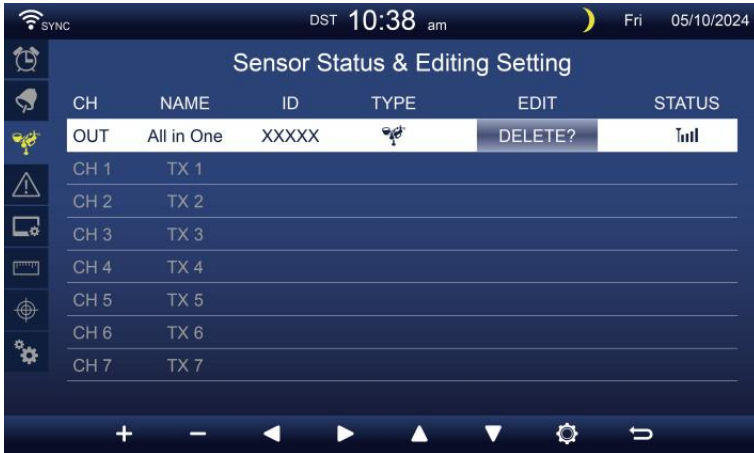 SYNC DST 10:38 am Fri 05/10/2024
Sensor Status & Editing Setting
CH NAME ID TYPE EDIT STATUS
OUT All in One XXXXX DELETE?
CH 1 TX 1
CH 2 TX 2
CH 3 TX 3
CH 4 TX 4
CH 5 TX 5
CH 6 TX 6
CH 7 TX 7